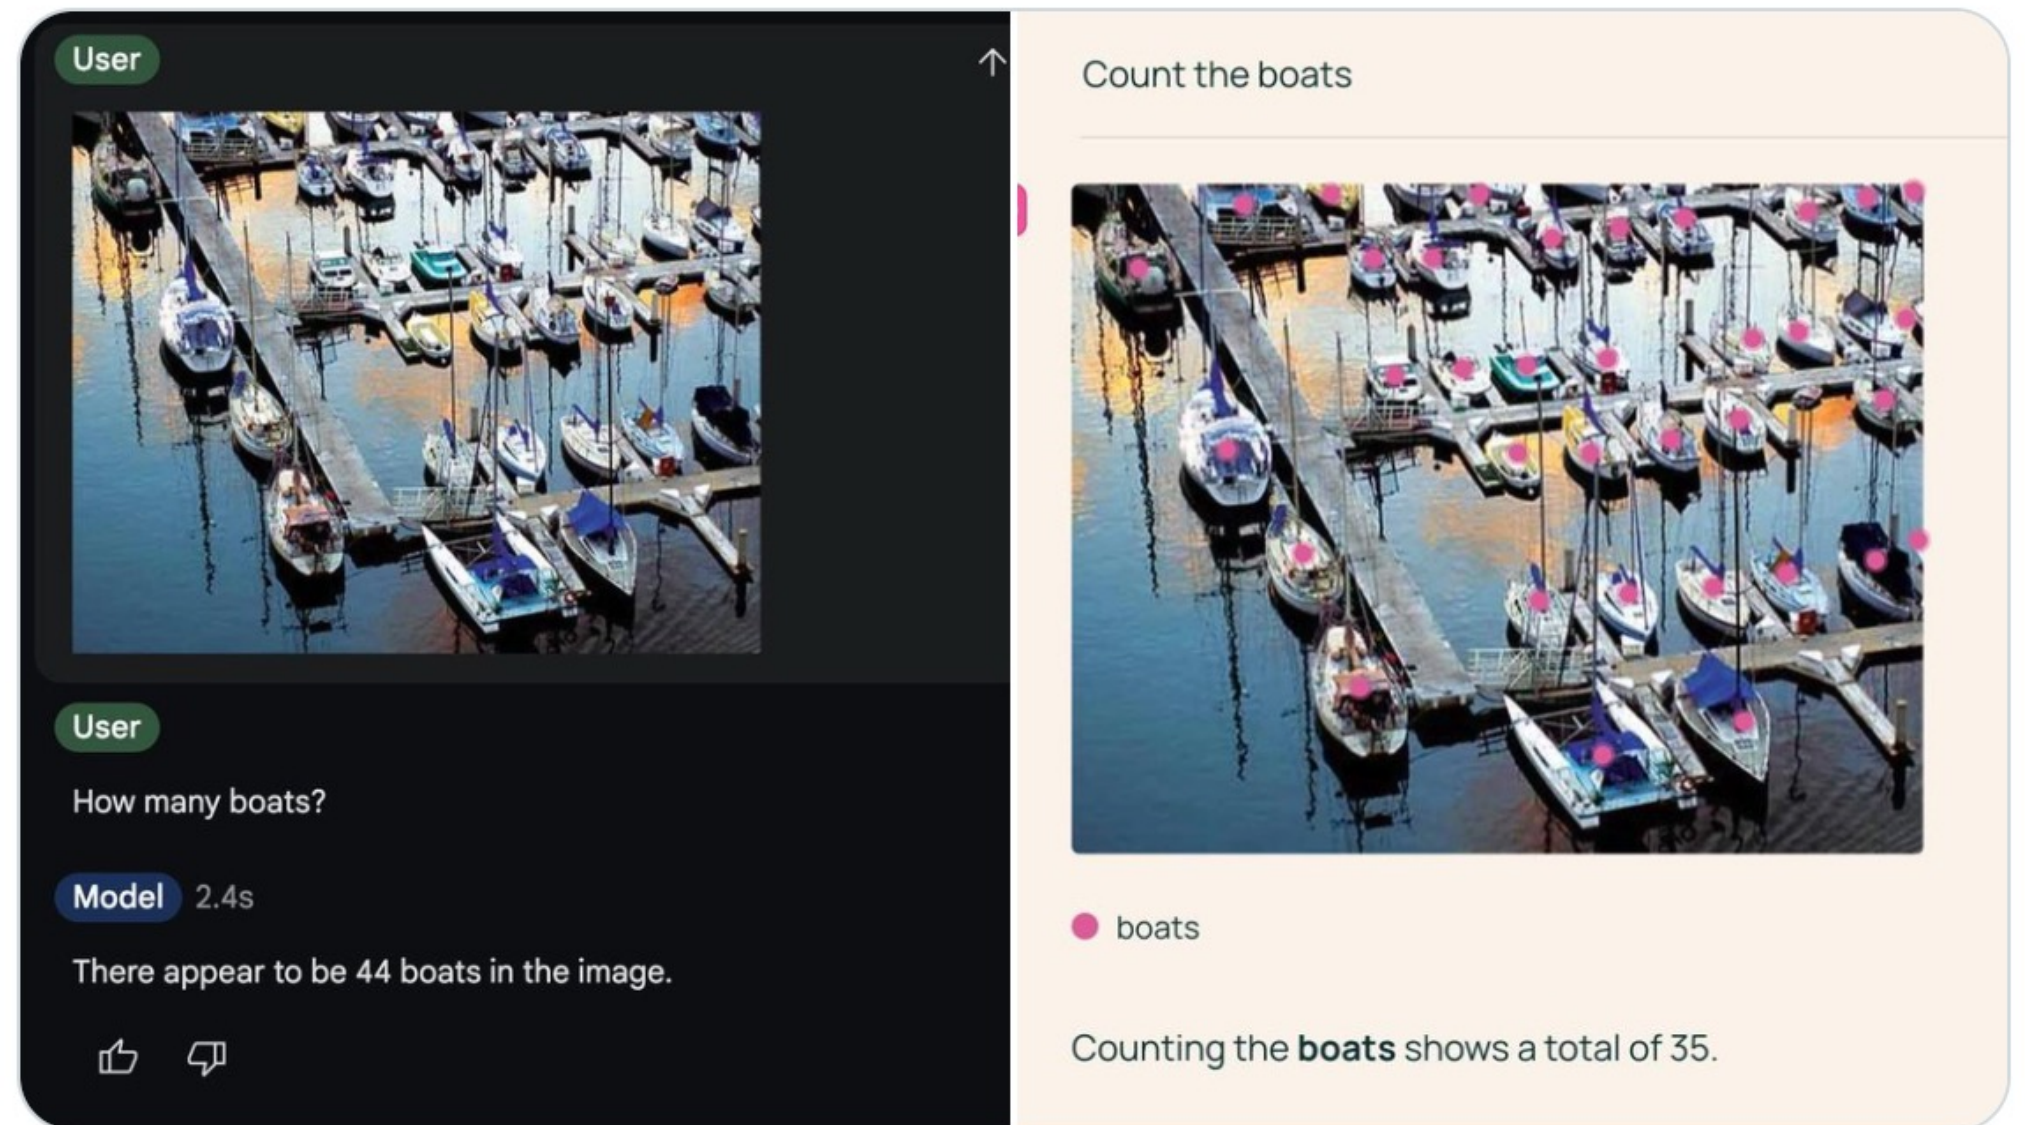 User
User
How many boats?
Model 2.4s
There appear to be 44 boats in the image.
Count the boats
boats
Counting the boats shows a total of 35.